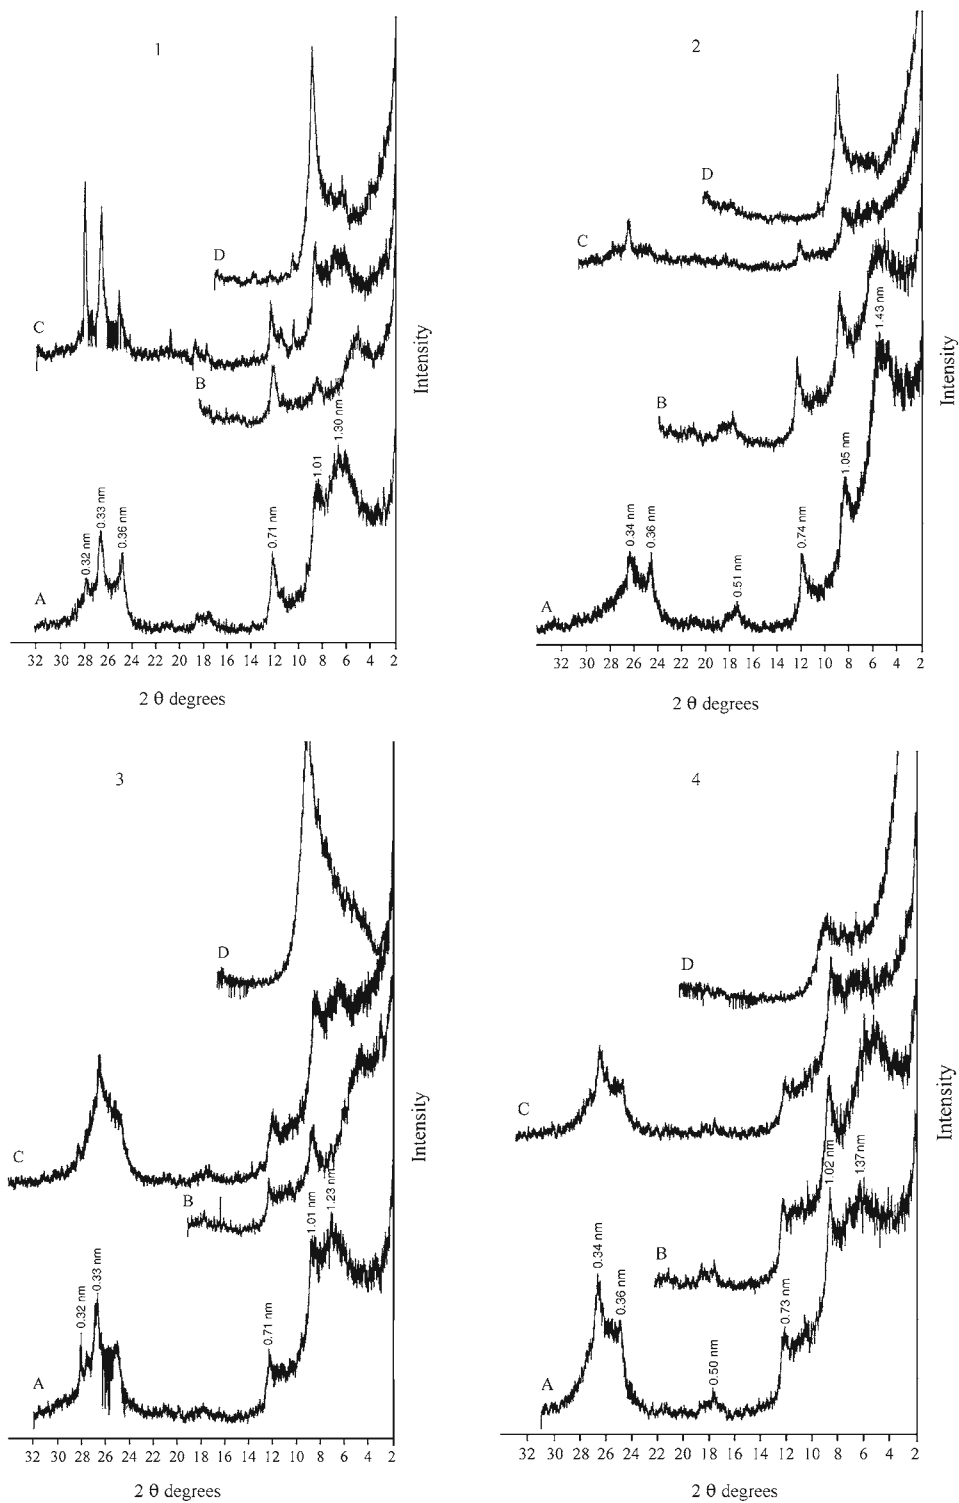 1
D
C
B
A
0.32 nm
0.33 nm
0.36 nm
0.71 nm
1.01
1.30 nm
Intensity
32 30 28 26 24 22 20 18 16 14 12 10 8 6 4 2
2 θ degrees
2
D
C
B
A
0.34 nm
0.36 nm
0.51 nm
0.74 nm
1.05 nm
1.43 nm
Intensity
32 30 28 26 24 22 20 18 16 14 12 10 8 6 4 2
2 θ degrees
3
D
C
B
A
0.32 nm
0.33 nm
0.71 nm
1.01 nm
1.23 nm
Intensity
32 30 28 26 24 22 20 18 16 14 12 10 8 6 4 2
2 θ degrees
4
D
C
B
A
0.34 nm
0.36 nm
0.50 nm
0.73 nm
1.02 nm
1.37 nm
Intensity
32 30 28 26 24 22 20 18 16 14 12 10 8 6 4 2
2 θ degrees